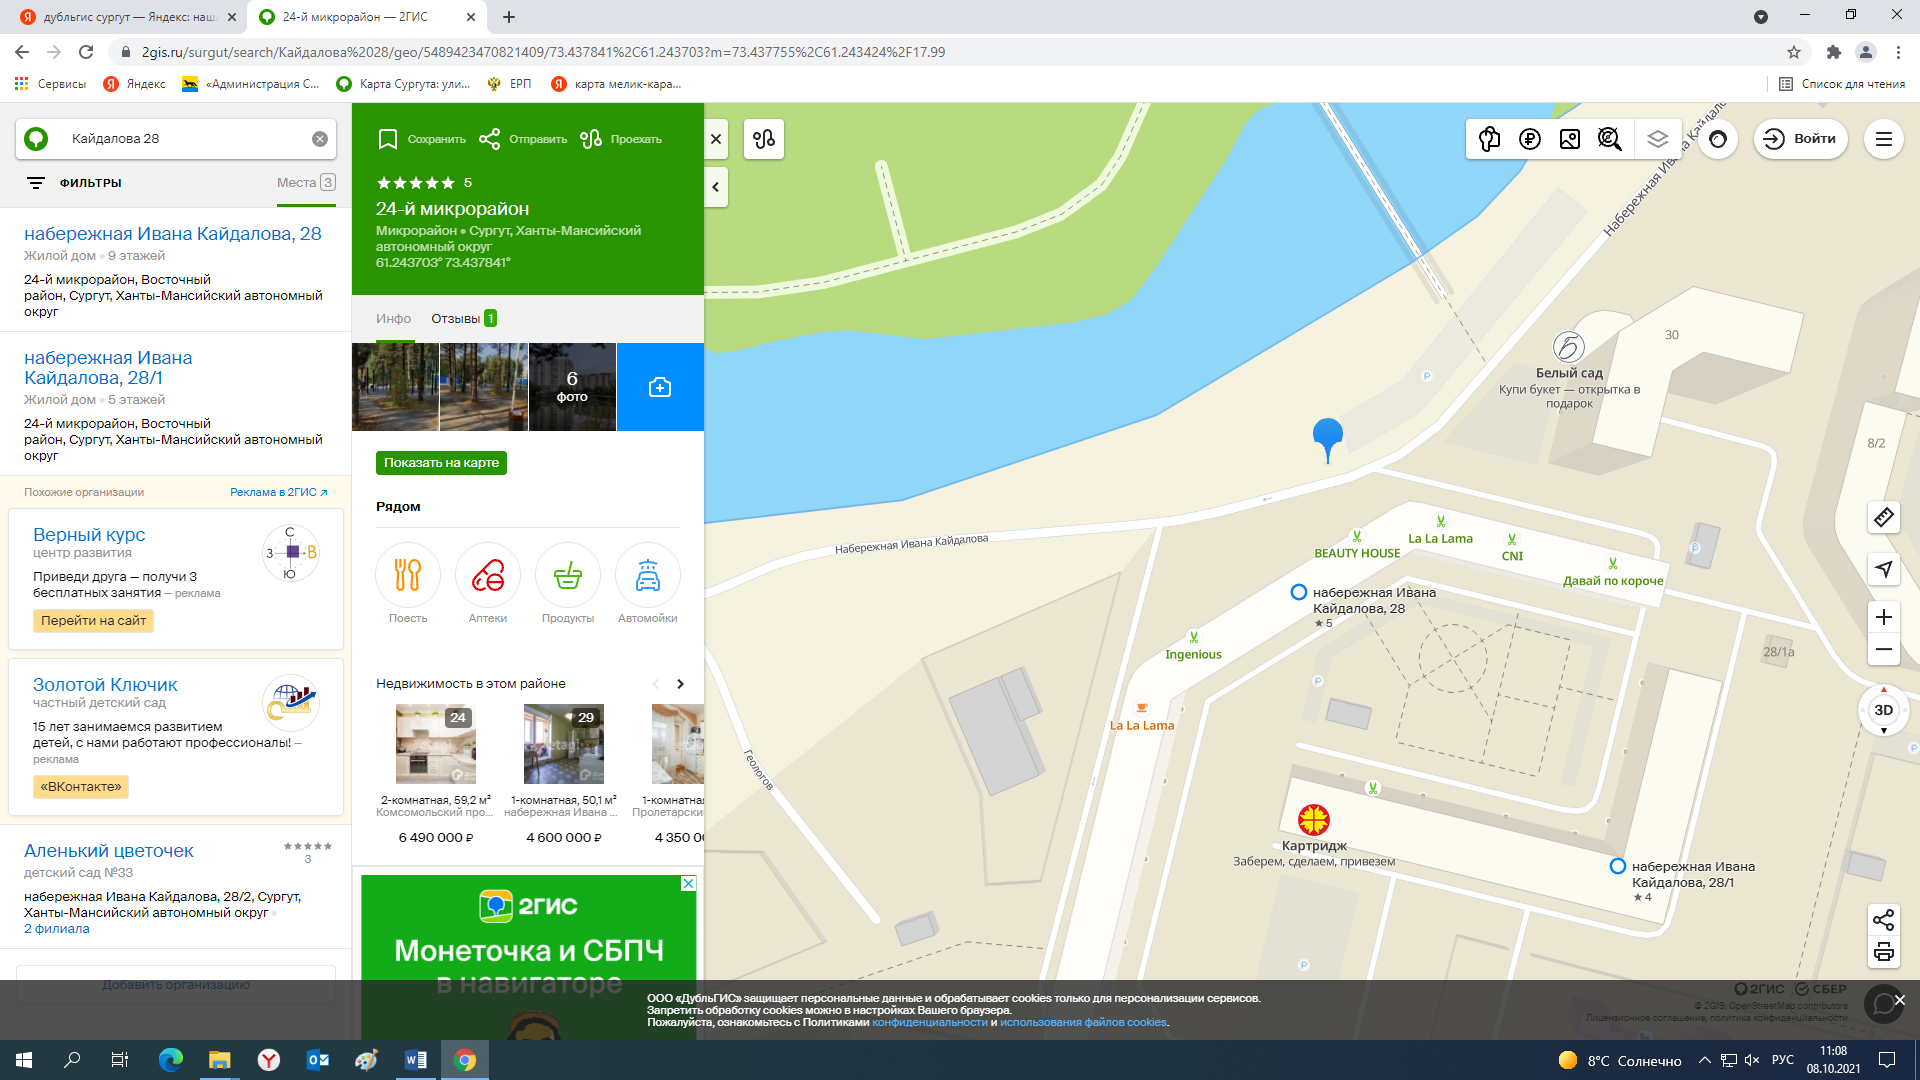 дубльгис сургут — Яндекс: наш
24-й микрорайон — 2ГИС
2gis.ru/surgut/search/Кайдалова%2028/geo/5489423470821409/73.437841%2C61.243703?m=73.437755%2C61.243424%2F17.99
Сервисы
Яндекс
«Администрация С...
Карта Сургута: ули...
ЕРП
карта мелик-кара...
Список для чтения
Кайдалова 28
ФИЛЬТРЫ
Места 3
набережная Ивана Кайдалова, 28
Жилой дом • 9 этажей
24-й микрорайон, Восточный
район, Сургут, Ханты-Мансийский автономный
округ
набережная Ивана
Кайдалова, 28/1
Жилой дом • 5 этажей
24-й микрорайон, Восточный
район, Сургут, Ханты-Мансийский автономный
округ
Похожие организации
Реклама в 2ГИС ↗
Верный курс
центр развития
Приведи друга — получи 3
бесплатных занятия — реклама
Перейти на сайт
С
З
В
Ю
Золотой Ключик
частный детский сад
15 лет занимаемся развитием
детей, с нами работают профессионалы! —
реклама
«ВКонтакте»
Аленький цветочек
3
детский сад №33
набережная Ивана Кайдалова, 28/2, Сургут,
Ханты-Мансийский автономный округ •
2 филиала
Добавить организацию
Сохранить
Отправить
Проехать
5
24-й микрорайон
Микрорайон • Сургут, Ханты-Мансийский
автономный округ
61.243703° 73.437841°
Инфо
Отзывы 1
6
фото
Показать на карте
Рядом
Поесть
Аптеки
Продукты
Автомойки
Недвижимость в этом районе
24
29
2-комнатная, 59,2 м²
Комсомольский про...
6 490 000 ₽
1-комнатная, 50,1 м²
набережная Ивана ...
4 600 000 ₽
1-комнатна
Пролетарски
4 350 0
2ГИС
Монеточка и СБПЧ
в навигаторе
Войти
Набережная Ивана Кайдалова
30
Белый сад
Купи букет — открытка в
подарок
8/2
Набережная Ивана Кайдалова
BEAUTY HOUSE
La La Lama
CNI
Давай по короче
набережная Ивана
Кайдалова, 28
★ 5
Ingenious
La La Lama
28/1а
Геологов
Картридж
Заберем, сделаем, привезем
набережная Ивана
Кайдалова, 28/1
★ 4
3D
2ГИС
СБЕР
© 2ГИС, OpenStreetMap contributors
Лицензионное соглашение, политика конфиденциальности
ООО «ДубльГИС» защищает персональные данные и обрабатывает cookies только для персонализации сервисов.
Запретить обработку cookies можно в настройках Вашего браузера.
Пожалуйста, ознакомьтесь с Политиками конфиденциальности и использования файлов cookies.
8°C Солнечно
РУС
11:08
08.10.2021